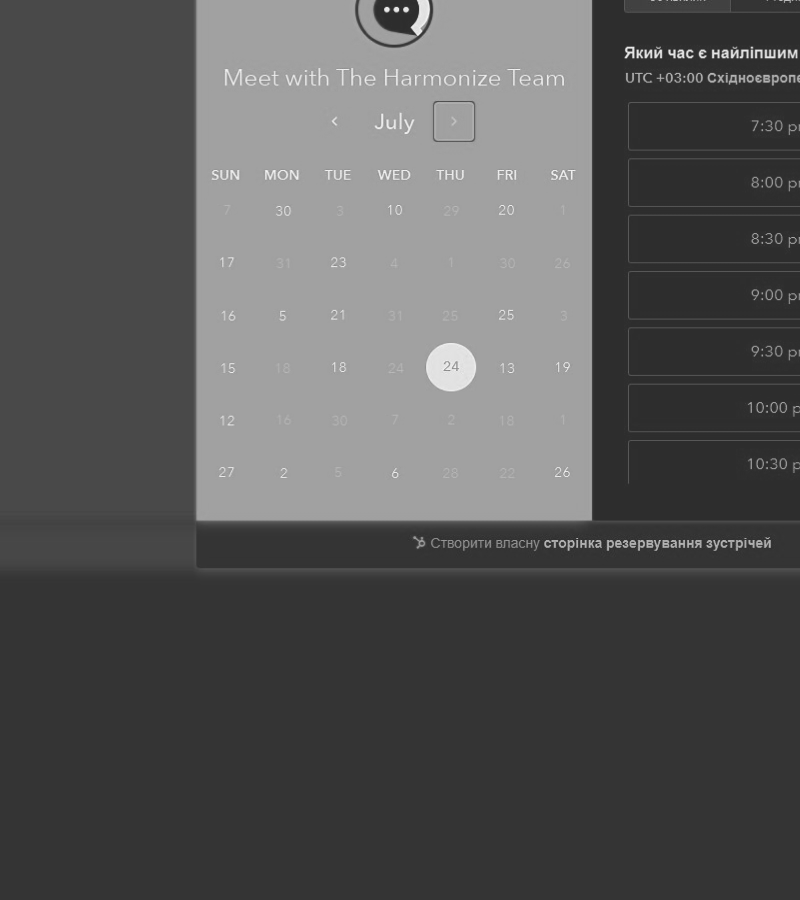 Meet with The Harmonize Team
July
SUN MON TUE WED THU FRI SAT
7 30 3 10 29 20 1
17 31 23 4 1 30 26
16 5 21 31 25 25 3
15 18 18 24 24 13 19
12 16 30 7 2 18 1
27 2 5 6 28 22 26
Який час є найліпшим
UTC +03:00
7:30
8:00
8:30
9:00
9:30
10:00
10:30
Створити власну сторінка резервування зустрічей